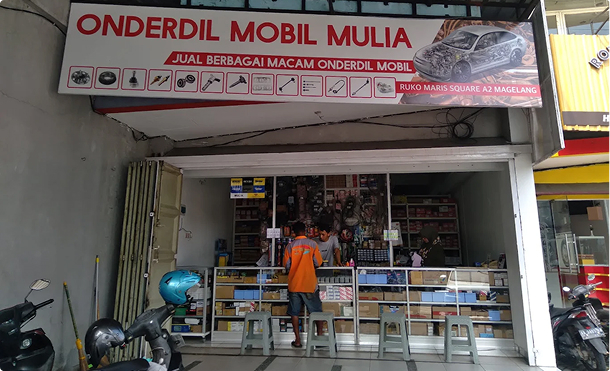 ONDERDIL MOBIL MULIA
JUAL BERBAGAI MACAM ONDERDIL MOBIL
RUKO MARIS SQUARE A2 MAGELANG